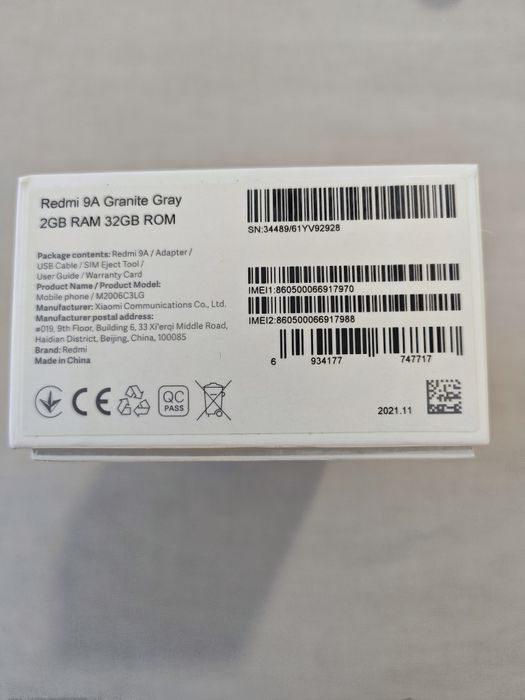 Redmi 9A Granite Gray
2GB RAM 32GB ROM
Package contents: Redmi 9A / Adapter /
USB Cable / SIM Eject Tool /
User Guide / Warranty Card
Product Name / Product Model:
Mobile phone / M2006C3LG
Manufacturer: Xiaomi Communications Co., Ltd.
Manufacturer postal address:
#019, 9th Floor, Building 6, 33 Xi'erqi Middle Road,
Haidian District, Beijing, China, 100085
Brand: Redmi
Made in China
CE
QC
PASS
SN:34489/61YV92928
IMEI1:860500066917970
IMEI2:860500066917988
6 934177 747717
2021.11